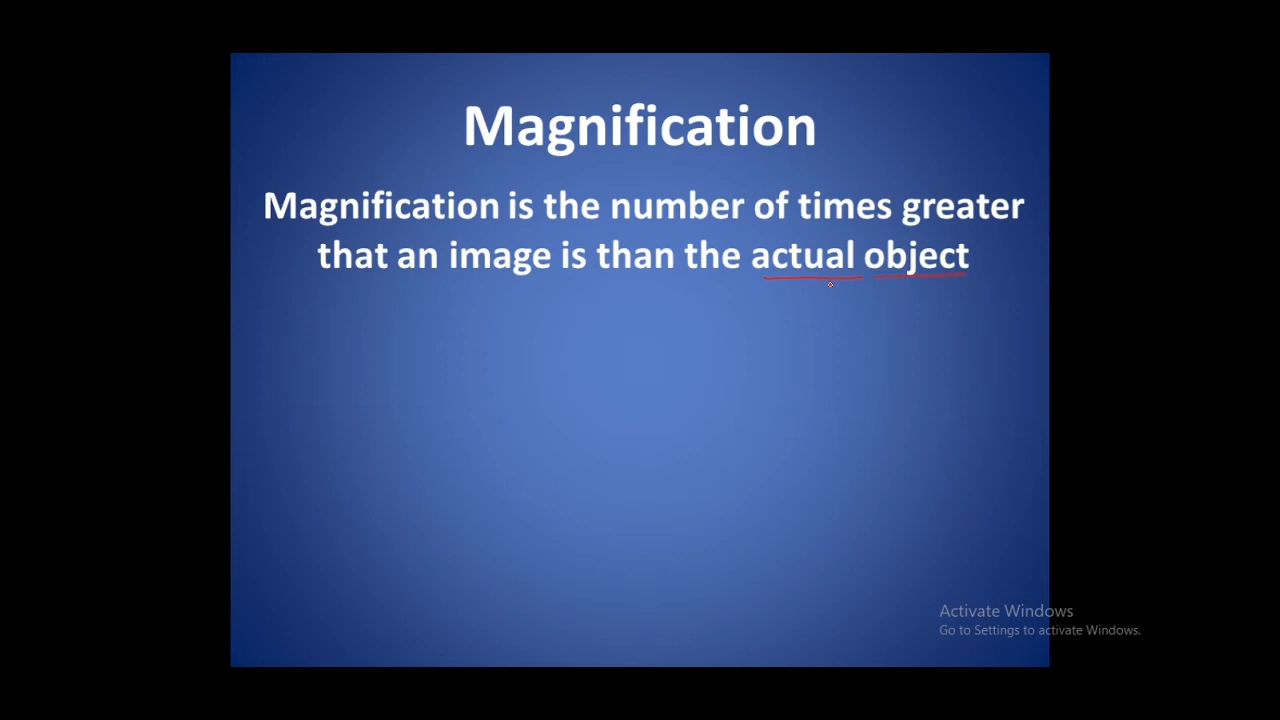 Magnification
Magnification is the number of times greater
that an image is than the actual object
Activate Windows
Go to Settings to activate Windows.